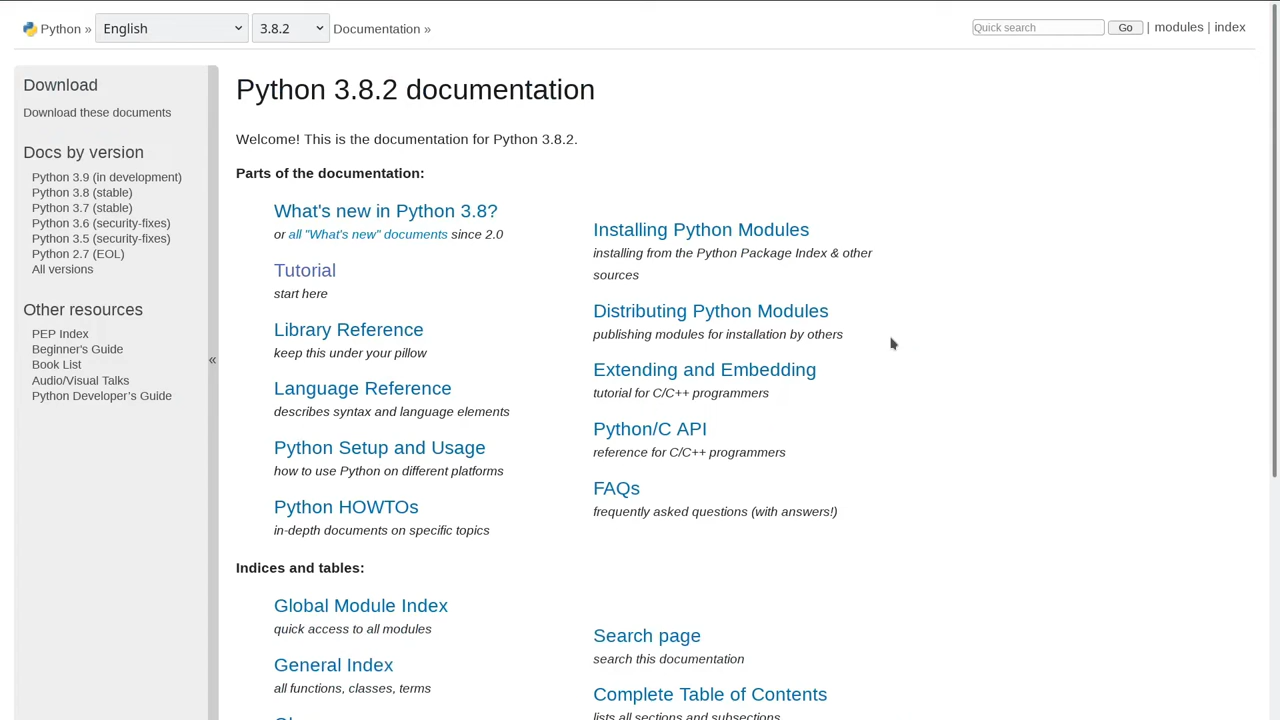 Python » English 3.8.2 Documentation » Quick search Go | modules | index
Download
Download these documents
Docs by version
Python 3.9 (in development)
Python 3.8 (stable)
Python 3.7 (stable)
Python 3.6 (security-fixes)
Python 3.5 (security-fixes)
Python 2.7 (EOL)
All versions
Other resources
PEP Index
Beginner's Guide
Book List
Audio/Visual Talks
Python Developer’s Guide
«
Python 3.8.2 documentation
Welcome! This is the documentation for Python 3.8.2.
Parts of the documentation:
What's new in Python 3.8?
or all "What's new" documents since 2.0
Tutorial
start here
Library Reference
keep this under your pillow
Language Reference
describes syntax and language elements
Python Setup and Usage
how to use Python on different platforms
Python HOWTOs
in-depth documents on specific topics
Installing Python Modules
installing from the Python Package Index & other
sources
Distributing Python Modules
publishing modules for installation by others
Extending and Embedding
tutorial for C/C++ programmers
Python/C API
reference for C/C++ programmers
FAQs
frequently asked questions (with answers!)
Indices and tables:
Global Module Index
quick access to all modules
General Index
all functions, classes, terms
Search page
search this documentation
Complete Table of Contents
lists all sections and subsections